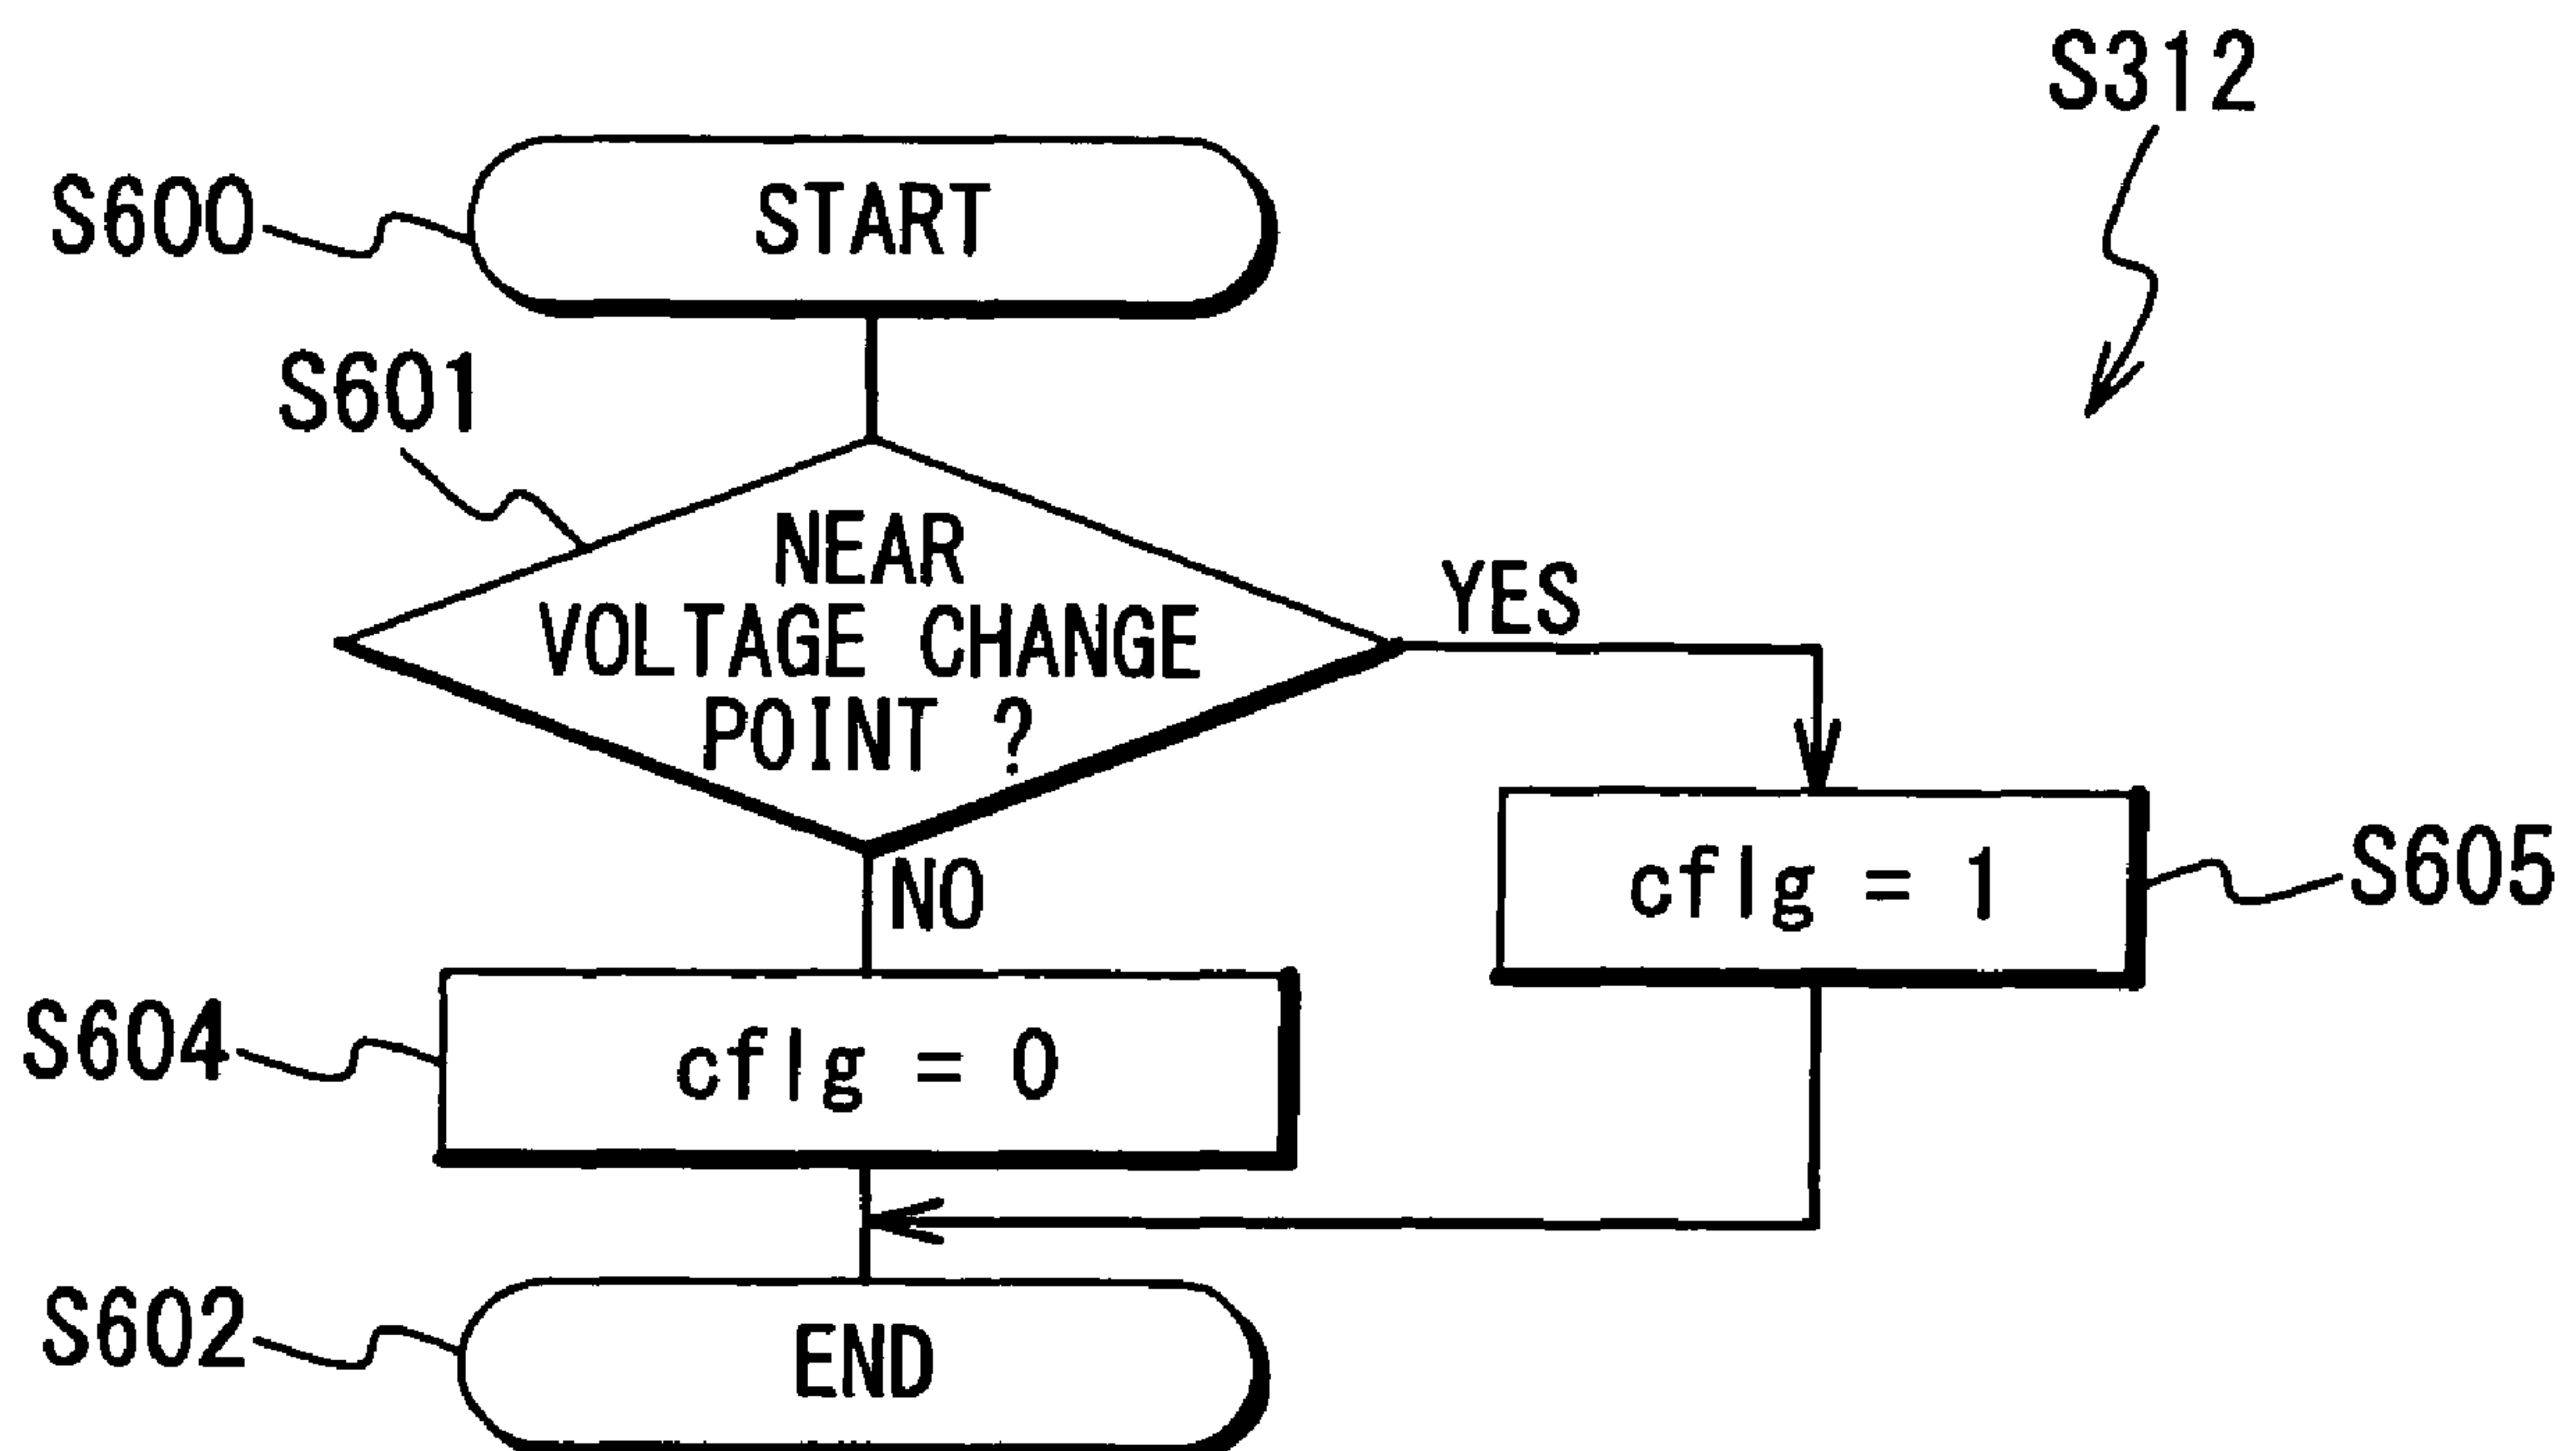 S312
S600
START
S601
NEAR
VOLTAGE CHANGE
POINT ?
YES
NO
cflg = 1
S605
S604
cflg = 0
S602
END